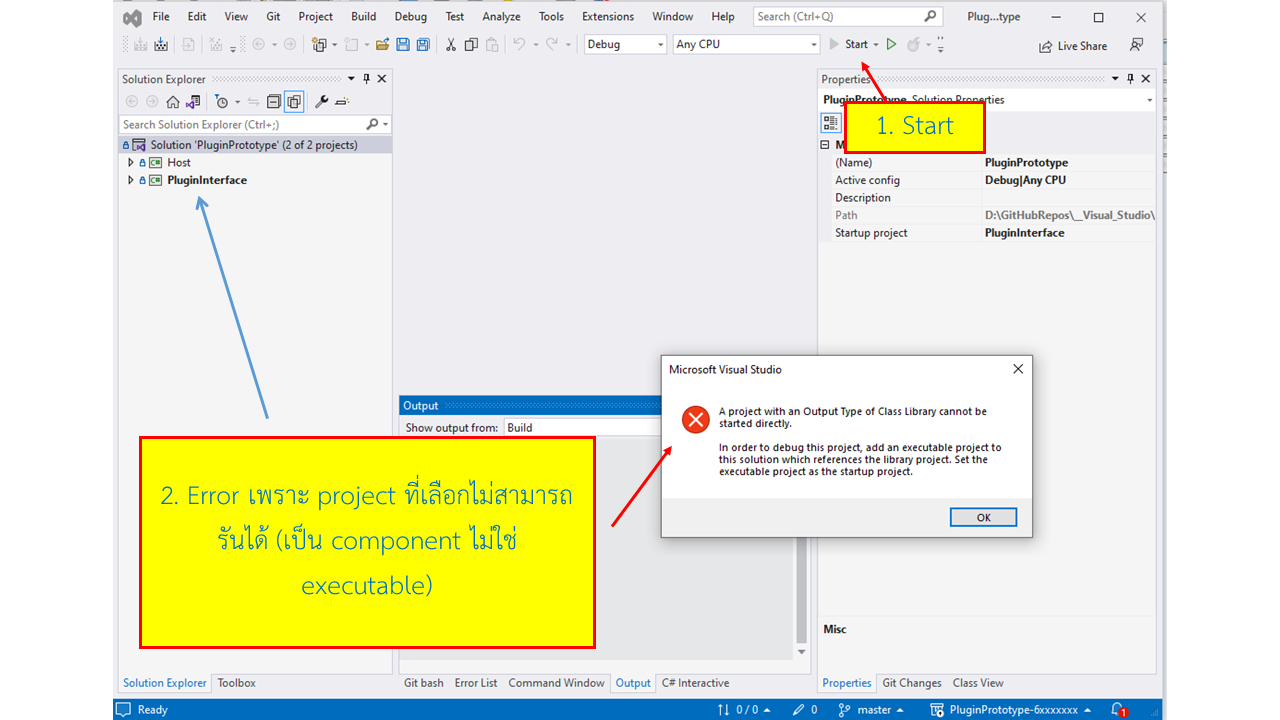 File Edit View Git Project Build Debug Test Analyze Tools Extensions Window Help Search (Ctrl+Q) Plug...type
Debug Any CPU Start Live Share
Solution Explorer
Search Solution Explorer (Ctrl+;)
Solution 'PluginPrototype' (2 of 2 projects)
Host
PluginInterface
Properties
PluginPrototype Solution Properties
1. Start
(Name) PluginPrototype
Active config Debug|Any CPU
Description
Path D:\GitHubRepos\__Visual_Studio\
Startup project PluginInterface
Microsoft Visual Studio
A project with an Output Type of Class Library cannot be
started directly.
In order to debug this project, add an executable project to
this solution which references the library project. Set the
executable project as the startup project.
OK
Output
Show output from: Build
2. Error เพราะ project ที่เลือกไม่สามารถ
รันได้ (เป็น component ไม่ใช่
executable)
Misc
Solution Explorer Toolbox
Git bash Error List Command Window Output C# Interactive
Properties Git Changes Class View
Ready 0 / 0 0 master PluginPrototype-6xxxxxxx 1